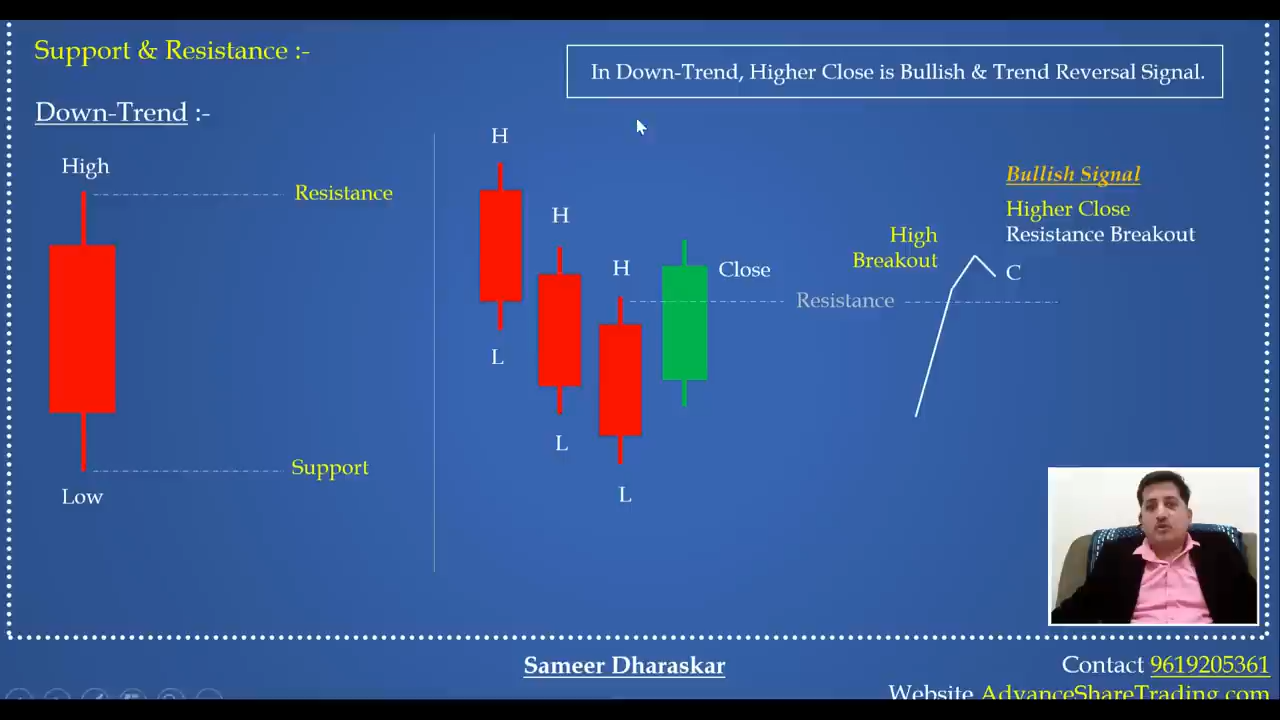 Support & Resistance :-
In Down-Trend, Higher Close is Bullish & Trend Reversal Signal.
Down-Trend :-
High
Resistance
Support
Low
H
H
H
L
L
L
Close
Resistance
High
Breakout
Bullish Signal
Higher Close
Resistance Breakout
C
Sameer Dharaskar
Contact 9619205361
Website AdvanceShareTrading.com